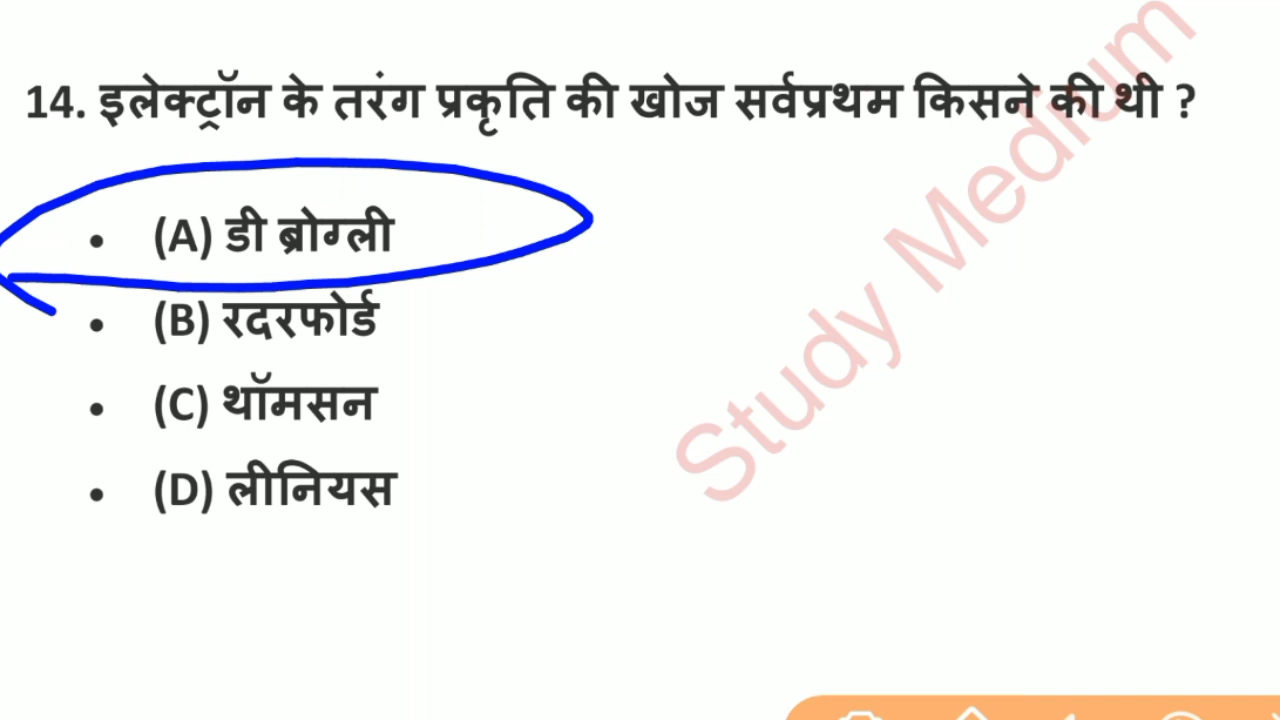 14. इलेक्ट्रॉन के तरंग प्रकृति की खोज सर्वप्रथम किसने की थी ?
• (A) डी ब्रोग्ली
• (B) रदरफोर्ड
• (C) थॉमसन
• (D) लीनियस
Study Medium